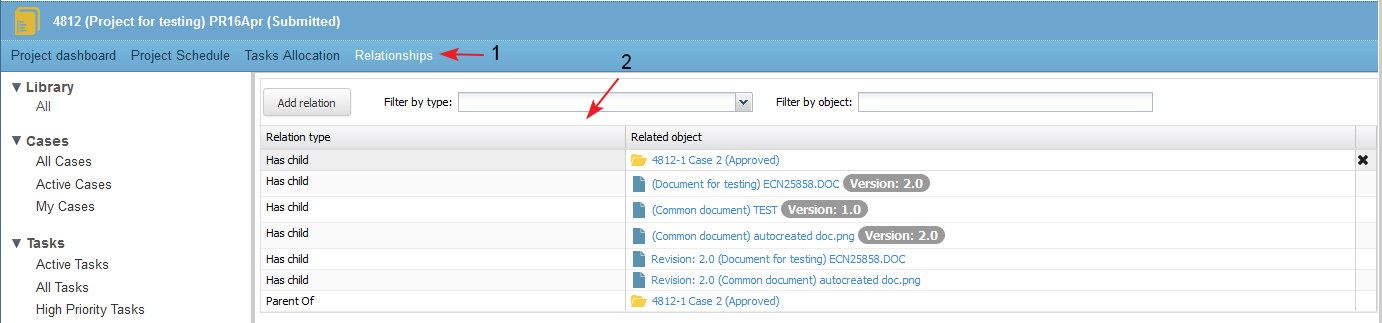 4812 (Project for testing) PR16Apr (Submitted)
Project dashboard Project Schedule Tasks Allocation Relationships 1
2
▼ Library
All
▼ Cases
All Cases
Active Cases
My Cases
▼ Tasks
Active Tasks
All Tasks
High Priority Tasks
Add relation Filter by type: Filter by object:
Relation type Related object
Has child 4812-1 Case 2 (Approved) ✖
Has child (Document for testing) ECN25858.DOC Version: 2.0
Has child (Common document) TEST Version: 1.0
Has child (Common document) autocreated doc.png Version: 2.0
Has child Revision: 2.0 (Document for testing) ECN25858.DOC
Has child Revision: 2.0 (Common document) autocreated doc.png
Parent Of 4812-1 Case 2 (Approved)